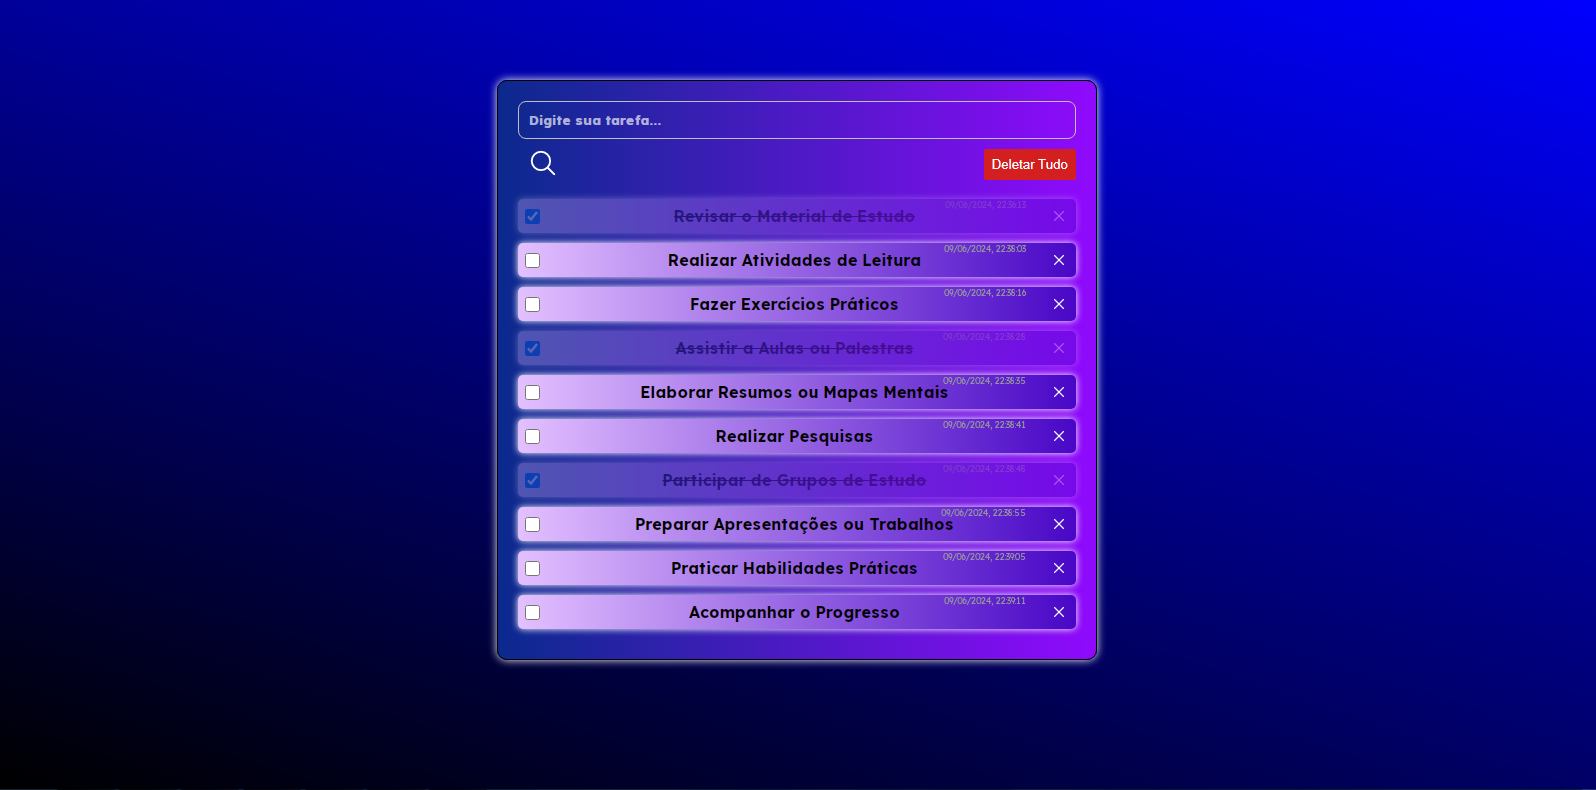 Digite sua tarefa...
Deletar Tudo
Revisar o Material de Estudo
09/06/2024, 22:36:13
Realizar Atividades de Leitura
09/06/2024, 22:38:03
Fazer Exercícios Práticos
09/06/2024, 22:38:16
Assistir a Aulas ou Palestras
09/06/2024, 22:38:28
Elaborar Resumos ou Mapas Mentais
09/06/2024, 22:38:35
Realizar Pesquisas
09/06/2024, 22:38:41
Participar de Grupos de Estudo
09/06/2024, 22:38:48
Preparar Apresentações ou Trabalhos
09/06/2024, 22:38:55
Praticar Habilidades Práticas
09/06/2024, 22:39:05
Acompanhar o Progresso
09/06/2024, 22:39:11